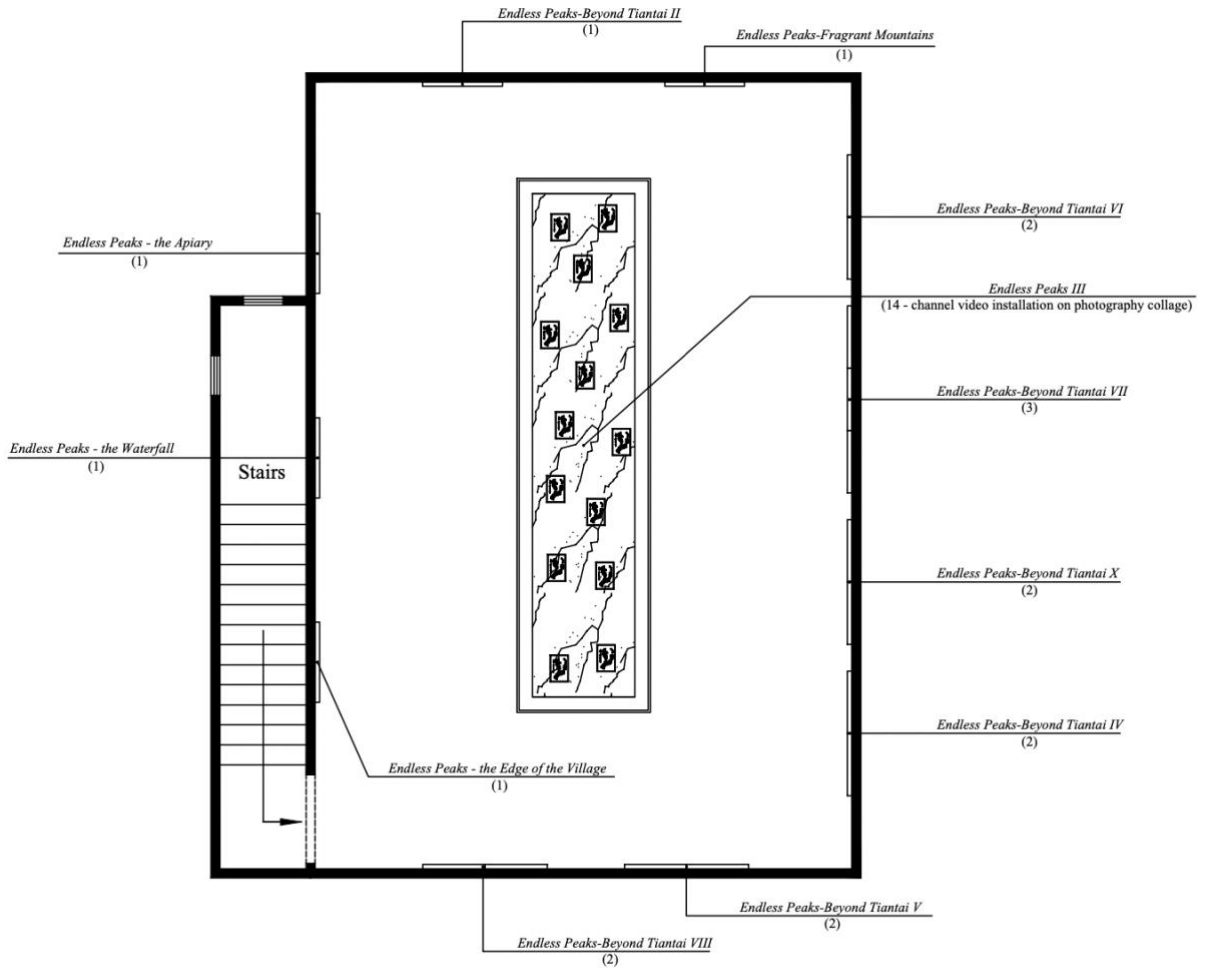 Endless Peaks-Beyond Tiantai II
(1)
Endless Peaks-Fragrant Mountains
(1)
Endless Peaks-Beyond Tiantai VI
(2)
Endless Peaks - the Apiary
(1)
Endless Peaks III
(14 - channel video installation on photography collage)
Endless Peaks-Beyond Tiantai VII
(3)
Endless Peaks - the Waterfall
(1)
Stairs
Endless Peaks-Beyond Tiantai X
(2)
Endless Peaks-Beyond Tiantai IV
(2)
Endless Peaks - the Edge of the Village
(1)
Endless Peaks-Beyond Tiantai V
(2)
Endless Peaks-Beyond Tiantai VIII
(2)